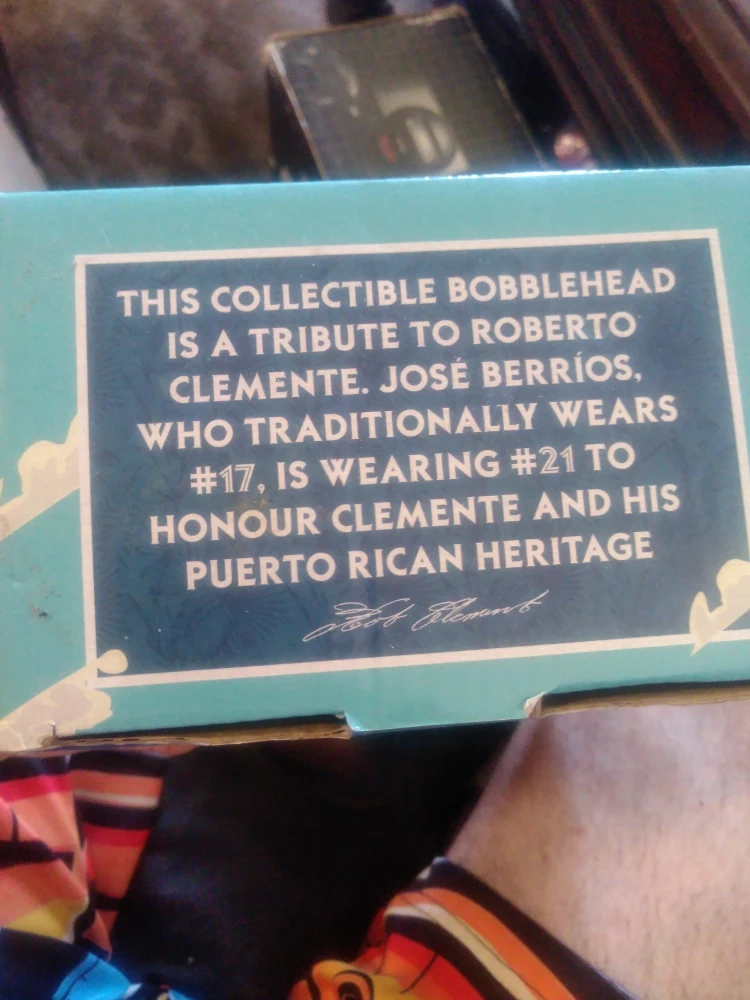 THIS COLLECTIBLE BOBBLEHEAD
IS A TRIBUTE TO ROBERTO
CLEMENTE. JOSÉ BERRÍOS,
WHO TRADITIONALLY WEARS
#17, IS WEARING #21 TO
HONOUR CLEMENTE AND HIS
PUERTO RICAN HERITAGE